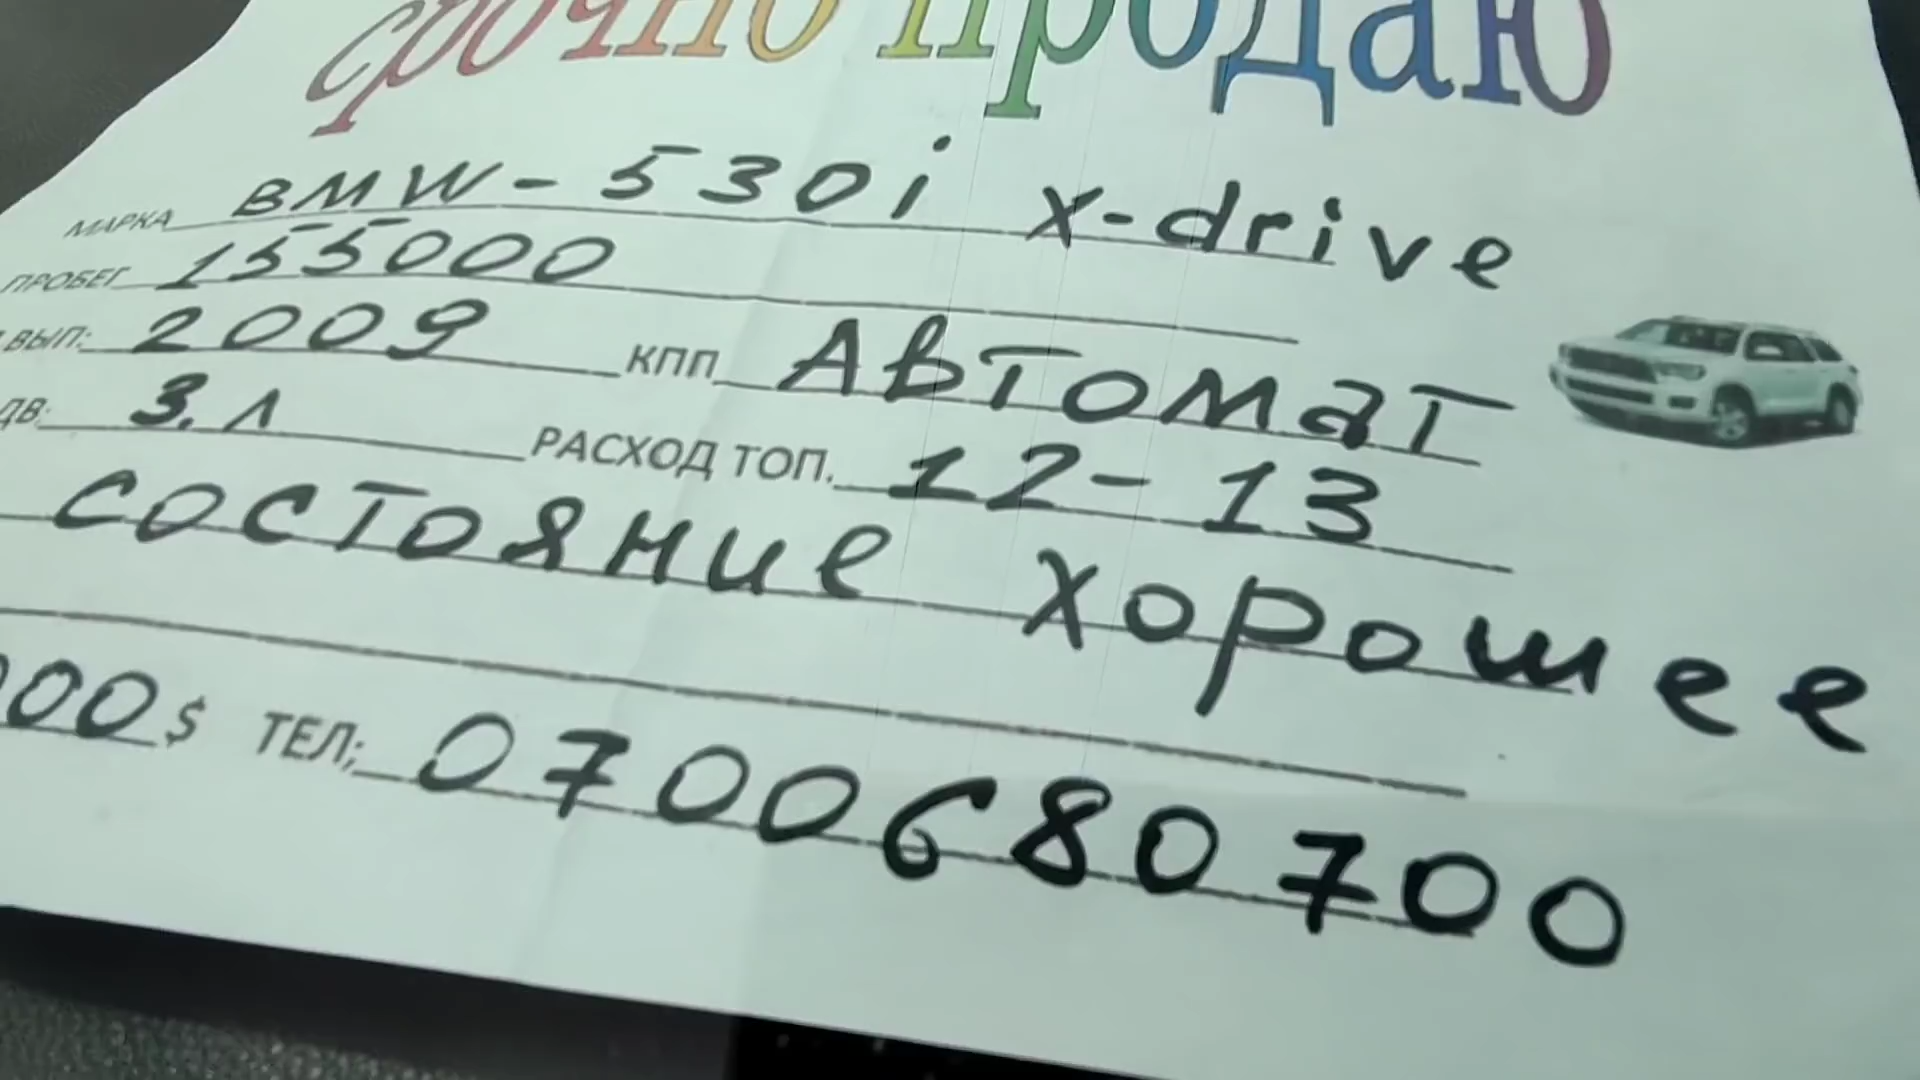 срочно продаю
МАРКА BMW-530i x-drive
ПРОБЕГ 155000
ВЫП: 2009 КПП Автомат
ДВ: 3.л РАСХОД ТОП. 12-13
состояние хорошее
00$ ТЕЛ; 0700680700